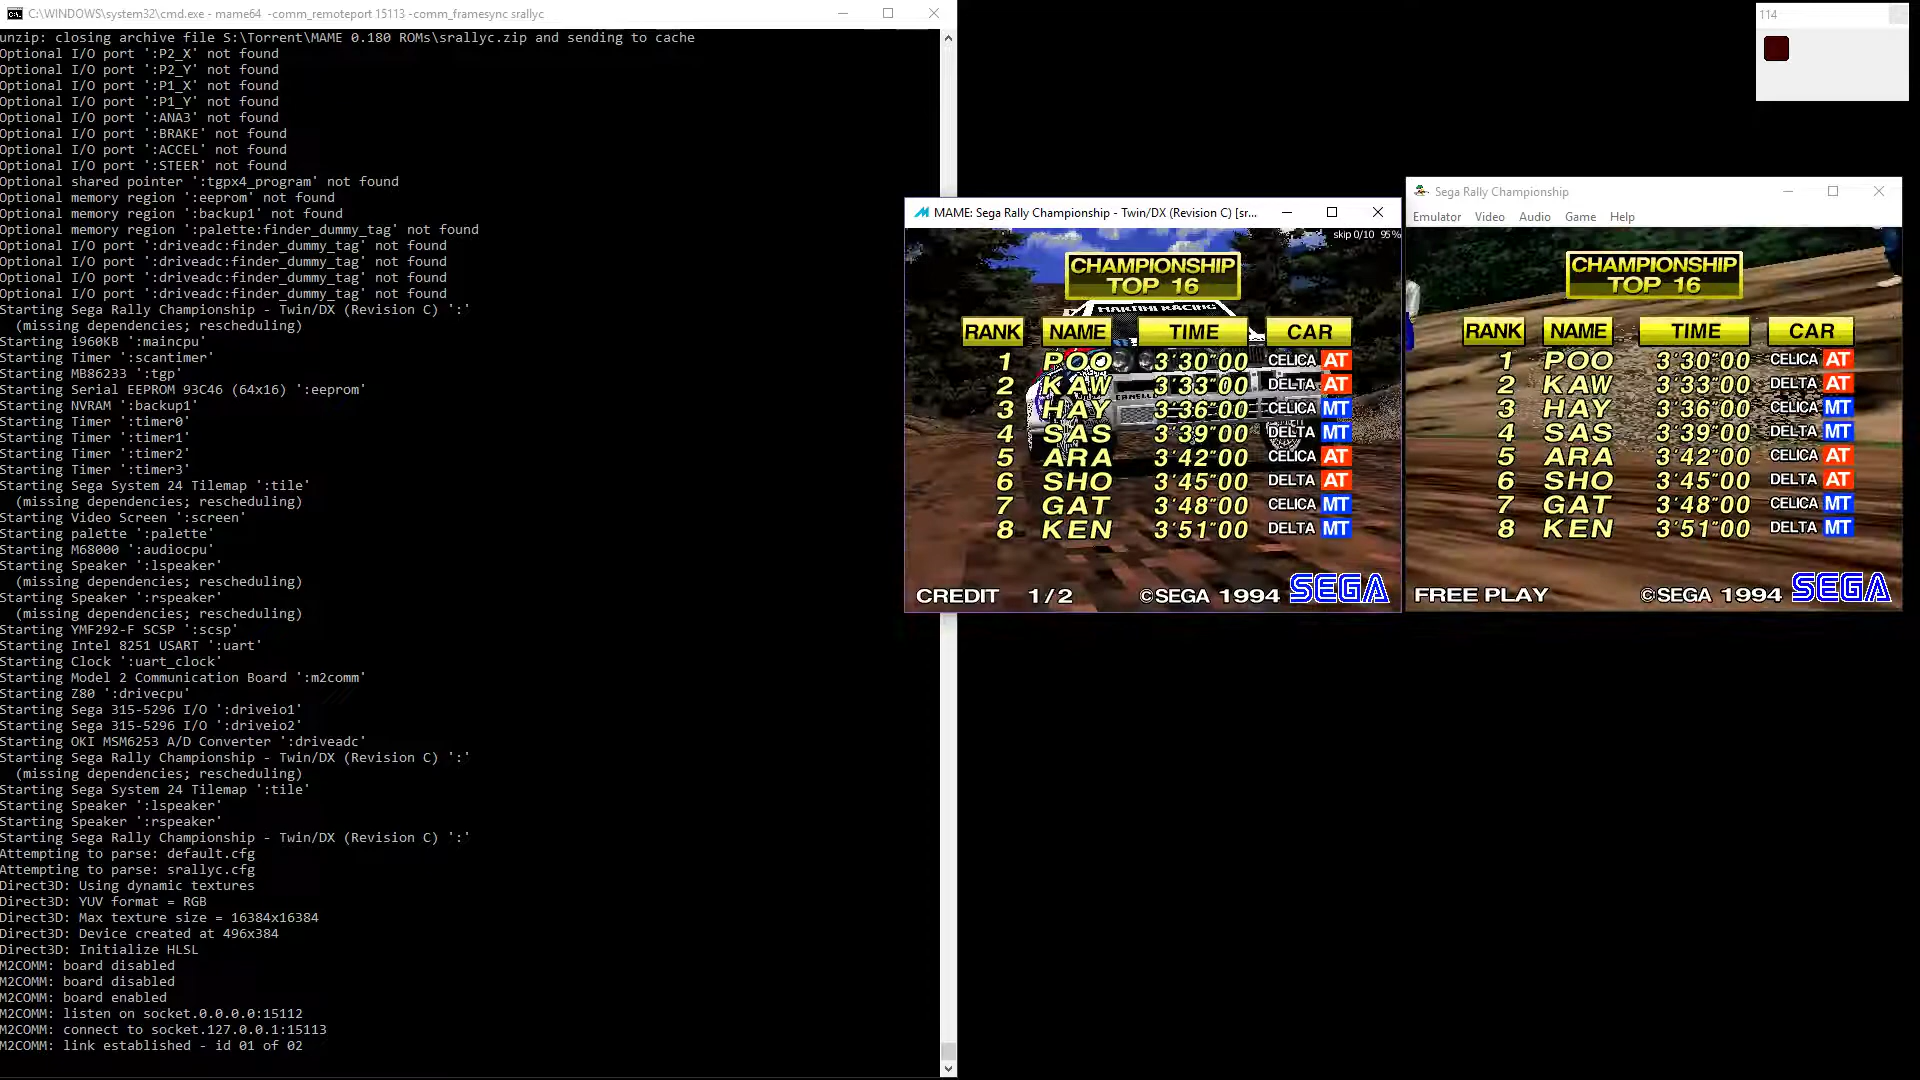 C:\WINDOWS\system32\cmd.exe - mame64 -comm_remoteport 15113 -comm_framesync srallyc
unzip: closing archive file S:\Torrent\MAME 0.180 ROMs\srallyc.zip and sending to cache
Optional I/O port ':P2_X' not found
Optional I/O port ':P2_Y' not found
Optional I/O port ':P1_X' not found
Optional I/O port ':P1_Y' not found
Optional I/O port ':ANA3' not found
Optional I/O port ':BRAKE' not found
Optional I/O port ':ACCEL' not found
Optional I/O port ':STEER' not found
Optional shared pointer ':tgpx4_program' not found
Optional memory region ':eeprom' not found
Optional memory region ':backup1' not found
Optional memory region ':palette:finder_dummy_tag' not found
Optional I/O port ':driveadc:finder_dummy_tag' not found
Optional I/O port ':driveadc:finder_dummy_tag' not found
Optional I/O port ':driveadc:finder_dummy_tag' not found
Optional I/O port ':driveadc:finder_dummy_tag' not found
Starting Sega Rally Championship - Twin/DX (Revision C) ':'
(missing dependencies; rescheduling)
Starting i960KB ':maincpu'
Starting Timer ':scantimer'
Starting MB86233 ':tgp'
Starting Serial EEPROM 93C46 (64x16) ':eeprom'
Starting NVRAM ':backup1'
Starting Timer ':timer0'
Starting Timer ':timer1'
Starting Timer ':timer2'
Starting Timer ':timer3'
Starting Sega System 24 Tilemap ':tile'
(missing dependencies; rescheduling)
Starting Video Screen ':screen'
Starting palette ':palette'
Starting M68000 ':audiocpu'
Starting Speaker ':lspeaker'
(missing dependencies; rescheduling)
Starting Speaker ':rspeaker'
(missing dependencies; rescheduling)
Starting YMF292-F SCSP ':scsp'
Starting Intel 8251 USART ':uart'
Starting Clock ':uart_clock'
Starting Model 2 Communication Board ':m2comm'
Starting Z80 ':drivecpu'
Starting Sega 315-5296 I/O ':driveio1'
Starting Sega 315-5296 I/O ':driveio2'
Starting OKI MSM6253 A/D Converter ':driveadc'
Starting Sega Rally Championship - Twin/DX (Revision C) ':'
(missing dependencies; rescheduling)
Starting Sega System 24 Tilemap ':tile'
Starting Speaker ':lspeaker'
Starting Speaker ':rspeaker'
Starting Sega Rally Championship - Twin/DX (Revision C) ':'
Attempting to parse: default.cfg
Attempting to parse: srallyc.cfg
Direct3D: Using dynamic textures
Direct3D: YUV format = RGB
Direct3D: Max texture size = 16384x16384
Direct3D: Device created at 496x384
Direct3D: Initialize HLSL
M2COMM: board disabled
M2COMM: board disabled
M2COMM: board enabled
M2COMM: listen on socket.0.0.0.0:15112
M2COMM: connect to socket.127.0.0.1:15113
M2COMM: link established - id 01 of 02
MAME: Sega Rally Championship - Twin/DX (Revision C) [sr...
skip 0/10 95%
CHAMPIONSHIP
TOP 16
MARTINI RACING
RANK NAME TIME CAR
1 POO 3'30"00 CELICA AT
2 KAW 3'33"00 DELTA AT
3 HAY 3'36"00 CELICA MT
4 SAS 3'39"00 DELTA MT
5 ARA 3'42"00 CELICA AT
6 SHO 3'45"00 DELTA AT
7 GAT 3'48"00 CELICA MT
8 KEN 3'51"00 DELTA MT
CREDIT 1/2 ©SEGA 1994 SEGA
114
Sega Rally Championship
Emulator Video Audio Game Help
CHAMPIONSHIP
TOP 16
RANK NAME TIME CAR
1 POO 3'30"00 CELICA AT
2 KAW 3'33"00 DELTA AT
3 HAY 3'36"00 CELICA MT
4 SAS 3'39"00 DELTA MT
5 ARA 3'42"00 CELICA AT
6 SHO 3'45"00 DELTA AT
7 GAT 3'48"00 CELICA MT
8 KEN 3'51"00 DELTA MT
FREE PLAY ©SEGA 1994 SEGA